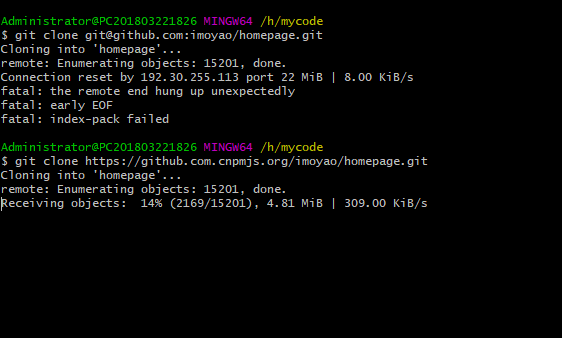 Administrator@PC201803221826 MINGW64 /h/mycode
$ git clone git@github.com:imoyao/homepage.git
Cloning into 'homepage'...
remote: Enumerating objects: 15201, done.
Connection reset by 192.30.255.113 port 22 MiB | 8.00 KiB/s
fatal: the remote end hung up unexpectedly
fatal: early EOF
fatal: index-pack failed
Administrator@PC201803221826 MINGW64 /h/mycode
$ git clone https://github.com.cnpmjs.org/imoyao/homepage.git
Cloning into 'homepage'...
remote: Enumerating objects: 15201, done.
Receiving objects:  14% (2169/15201), 4.81 MiB | 309.00 KiB/s